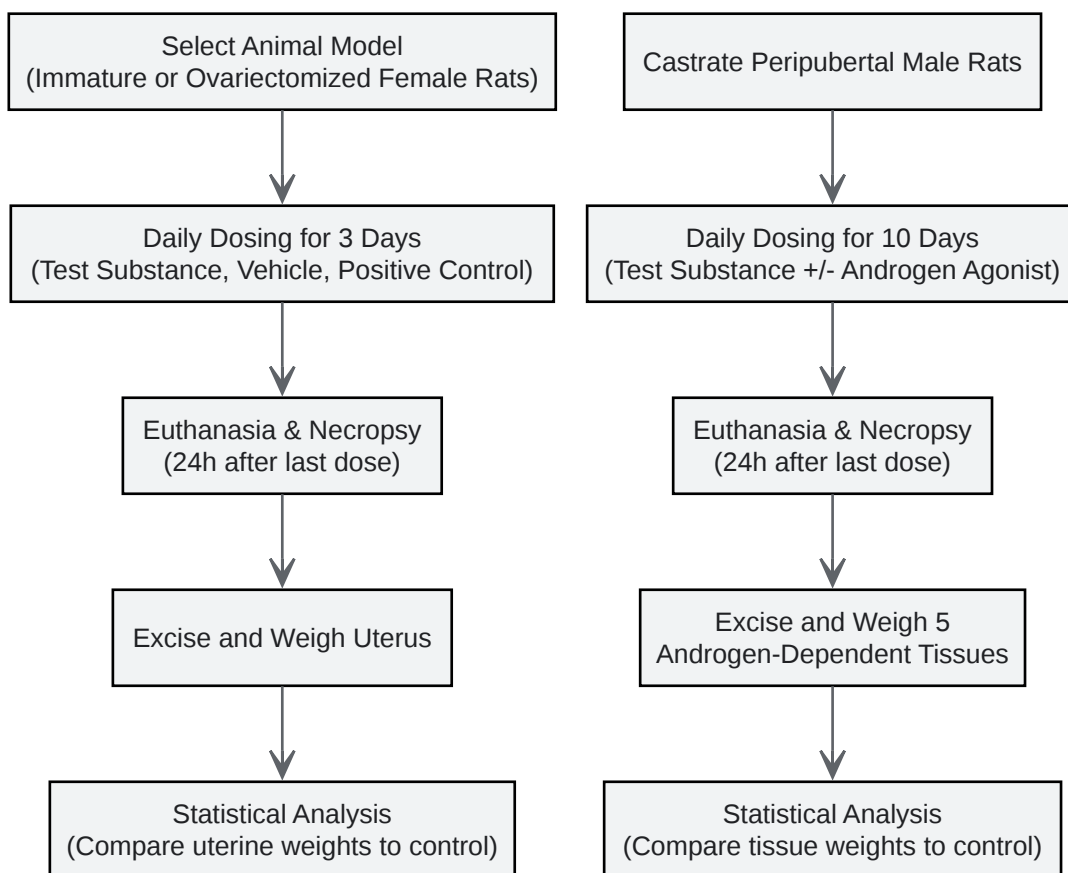 Select Animal Model
(Immature or Ovariectomized Female Rats)
Daily Dosing for 3 Days
(Test Substance, Vehicle, Positive Control)
Euthanasia & Necropsy
(24h after last dose)
Excise and Weigh Uterus
Statistical Analysis
(Compare uterine weights to control)
Castrate Peripubertal Male Rats
Daily Dosing for 10 Days
(Test Substance +/- Androgen Agonist)
Euthanasia & Necropsy
(24h after last dose)
Excise and Weigh 5
Androgen-Dependent Tissues
Statistical Analysis
(Compare tissue weights to control)